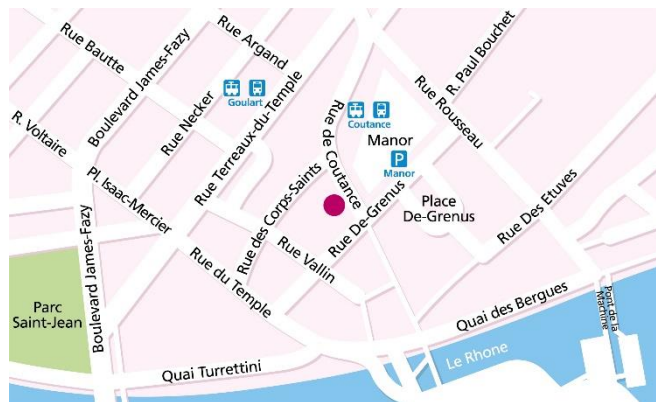 Rue Bautte
Boulevard James-Fazy
Rue Argand
R. Paul Bouchet
Rue Rousseau
Goulart
Rue Necker
R. Voltaire
Rue Terreaux-du-Temple
Rue de Coutance
Coutance
Manor
P
Manor
Pl. Isaac-Mercier
Rue des Corps-Saints
Place
De-Grenus
Rue De-Grenus
Rue Des Etuves
Rue Vallin
Rue du Temple
Boulevard James-Fazy
Parc
Saint-Jean
Quai des Bergues
Pont de la
Machine
Le Rhone
Quai Turrettini